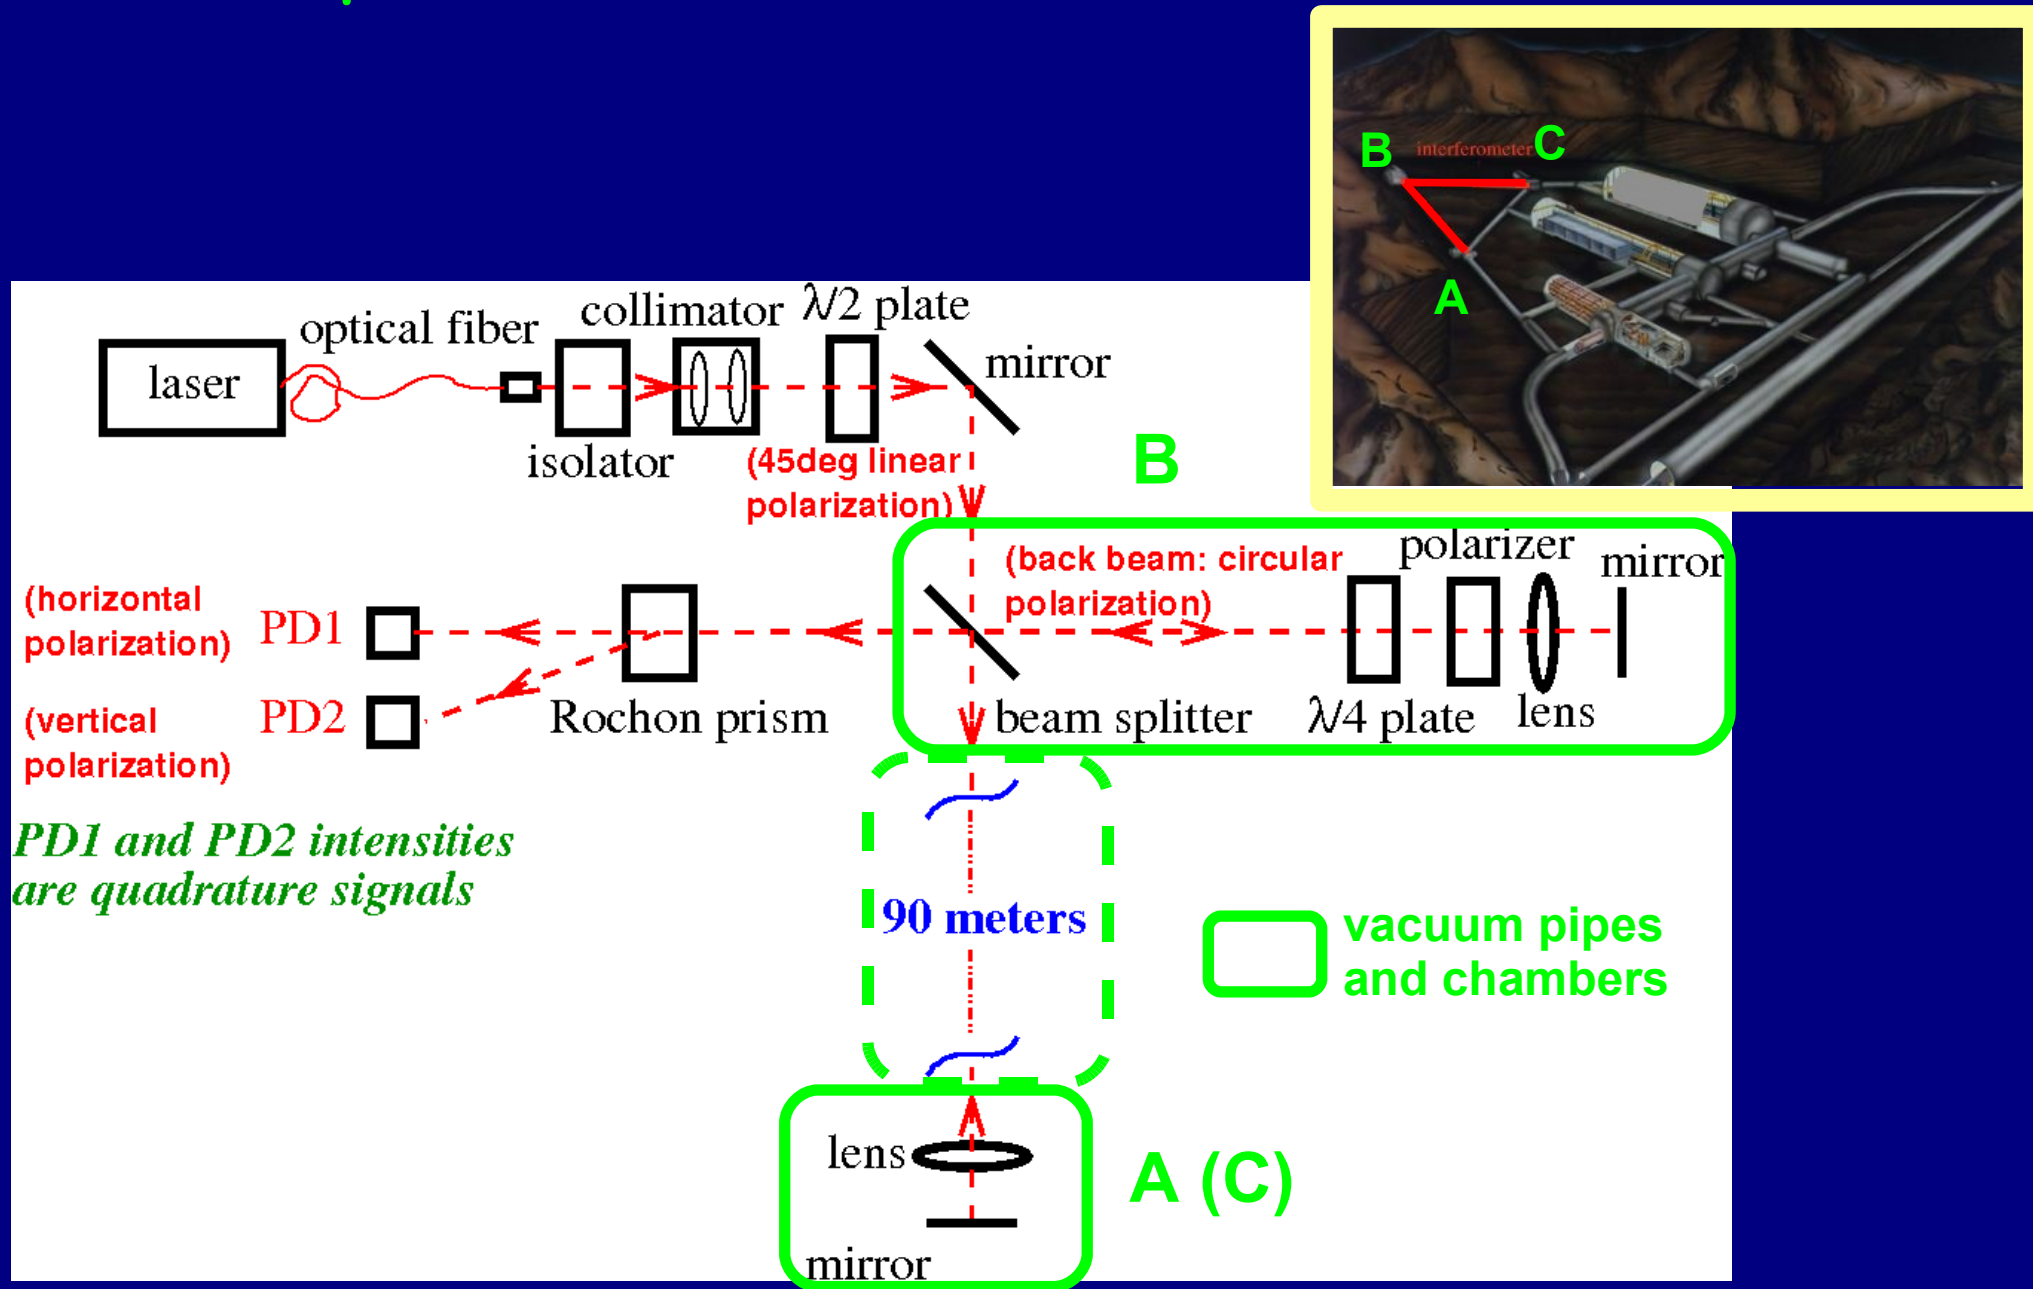 B
interferometer
C
A
optical fiber
collimator
λ/2 plate
mirror
laser
isolator
(45deg linear
polarization)
B
(back beam: circular
polarization)
polarizer
mirror
(horizontal
polarization)
PD1
(vertical
polarization)
PD2
Rochon prism
beam splitter
λ/4 plate
lens
PD1 and PD2 intensities
are quadrature signals
90 meters
vacuum pipes
and chambers
lens
A (C)
mirror